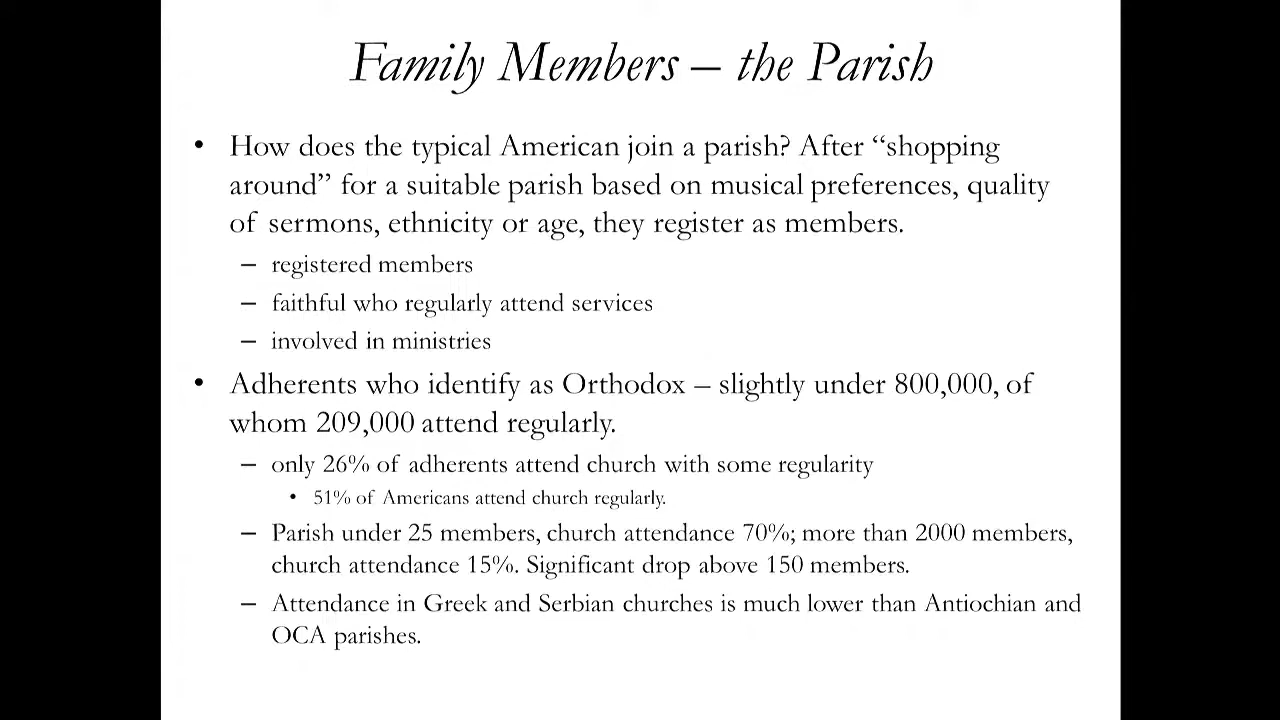 Family Members – the Parish
• How does the typical American join a parish? After “shopping
around” for a suitable parish based on musical preferences, quality
of sermons, ethnicity or age, they register as members.
– registered members
– faithful who regularly attend services
– involved in ministries
• Adherents who identify as Orthodox – slightly under 800,000, of
whom 209,000 attend regularly.
– only 26% of adherents attend church with some regularity
• 51% of Americans attend church regularly.
– Parish under 25 members, church attendance 70%; more than 2000 members,
church attendance 15%. Significant drop above 150 members.
– Attendance in Greek and Serbian churches is much lower than Antiochian and
OCA parishes.